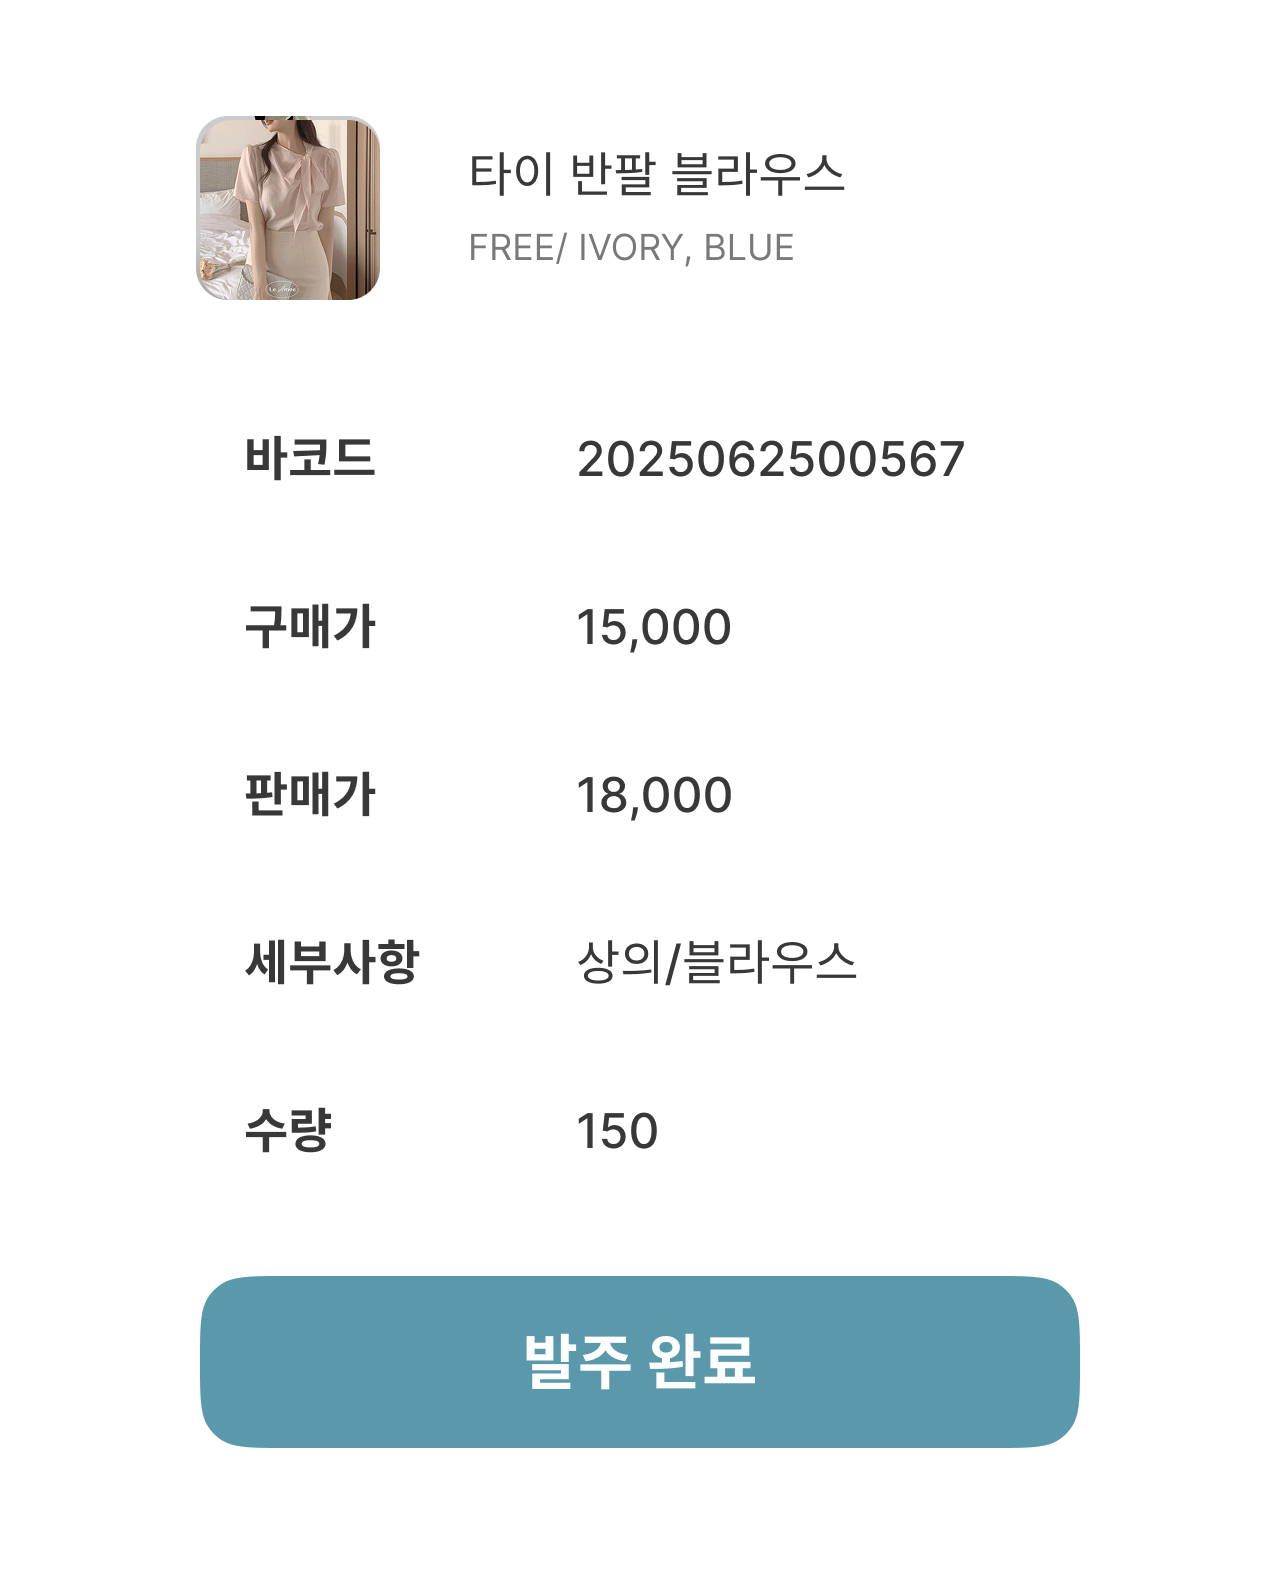 타이 반팔 블라우스
FREE/ IVORY, BLUE
바코드 2025062500567
구매가 15,000
판매가 18,000
세부사항 상의/블라우스
수량 150
발주 완료